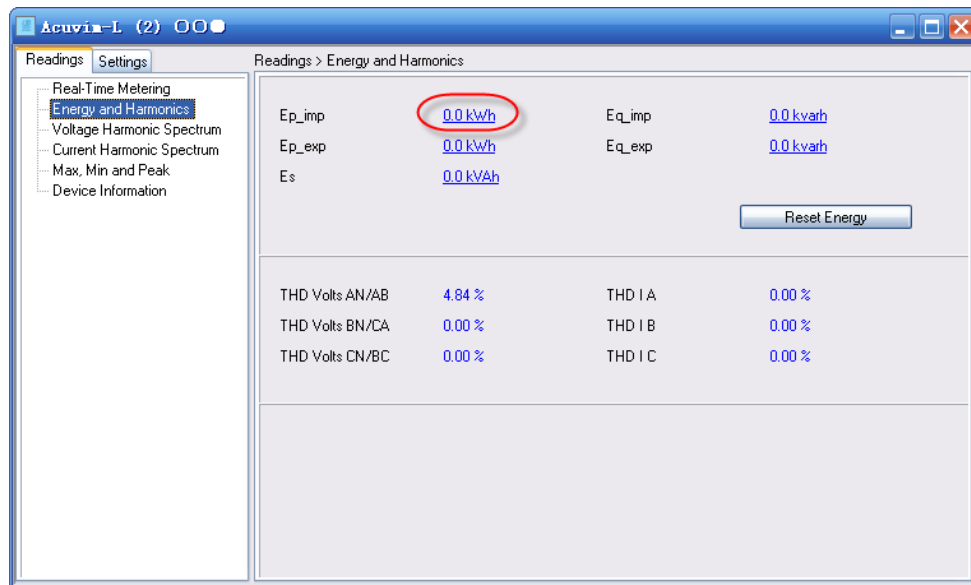 Acuvim-L (2) ○○●
Readings Settings
Readings > Energy and Harmonics
Real-Time Metering
Energy and Harmonics
Voltage Harmonic Spectrum
Current Harmonic Spectrum
Max, Min and Peak
Device Information
Ep_imp 0.0 kWh Eq_imp 0.0 kvarh
Ep_exp 0.0 kWh Eq_exp 0.0 kvarh
Es 0.0 kVAh
Reset Energy
THD Volts AN/AB 4.84 % THD I A 0.00 %
THD Volts BN/CA 0.00 % THD I B 0.00 %
THD Volts CN/BC 0.00 % THD I C 0.00 %